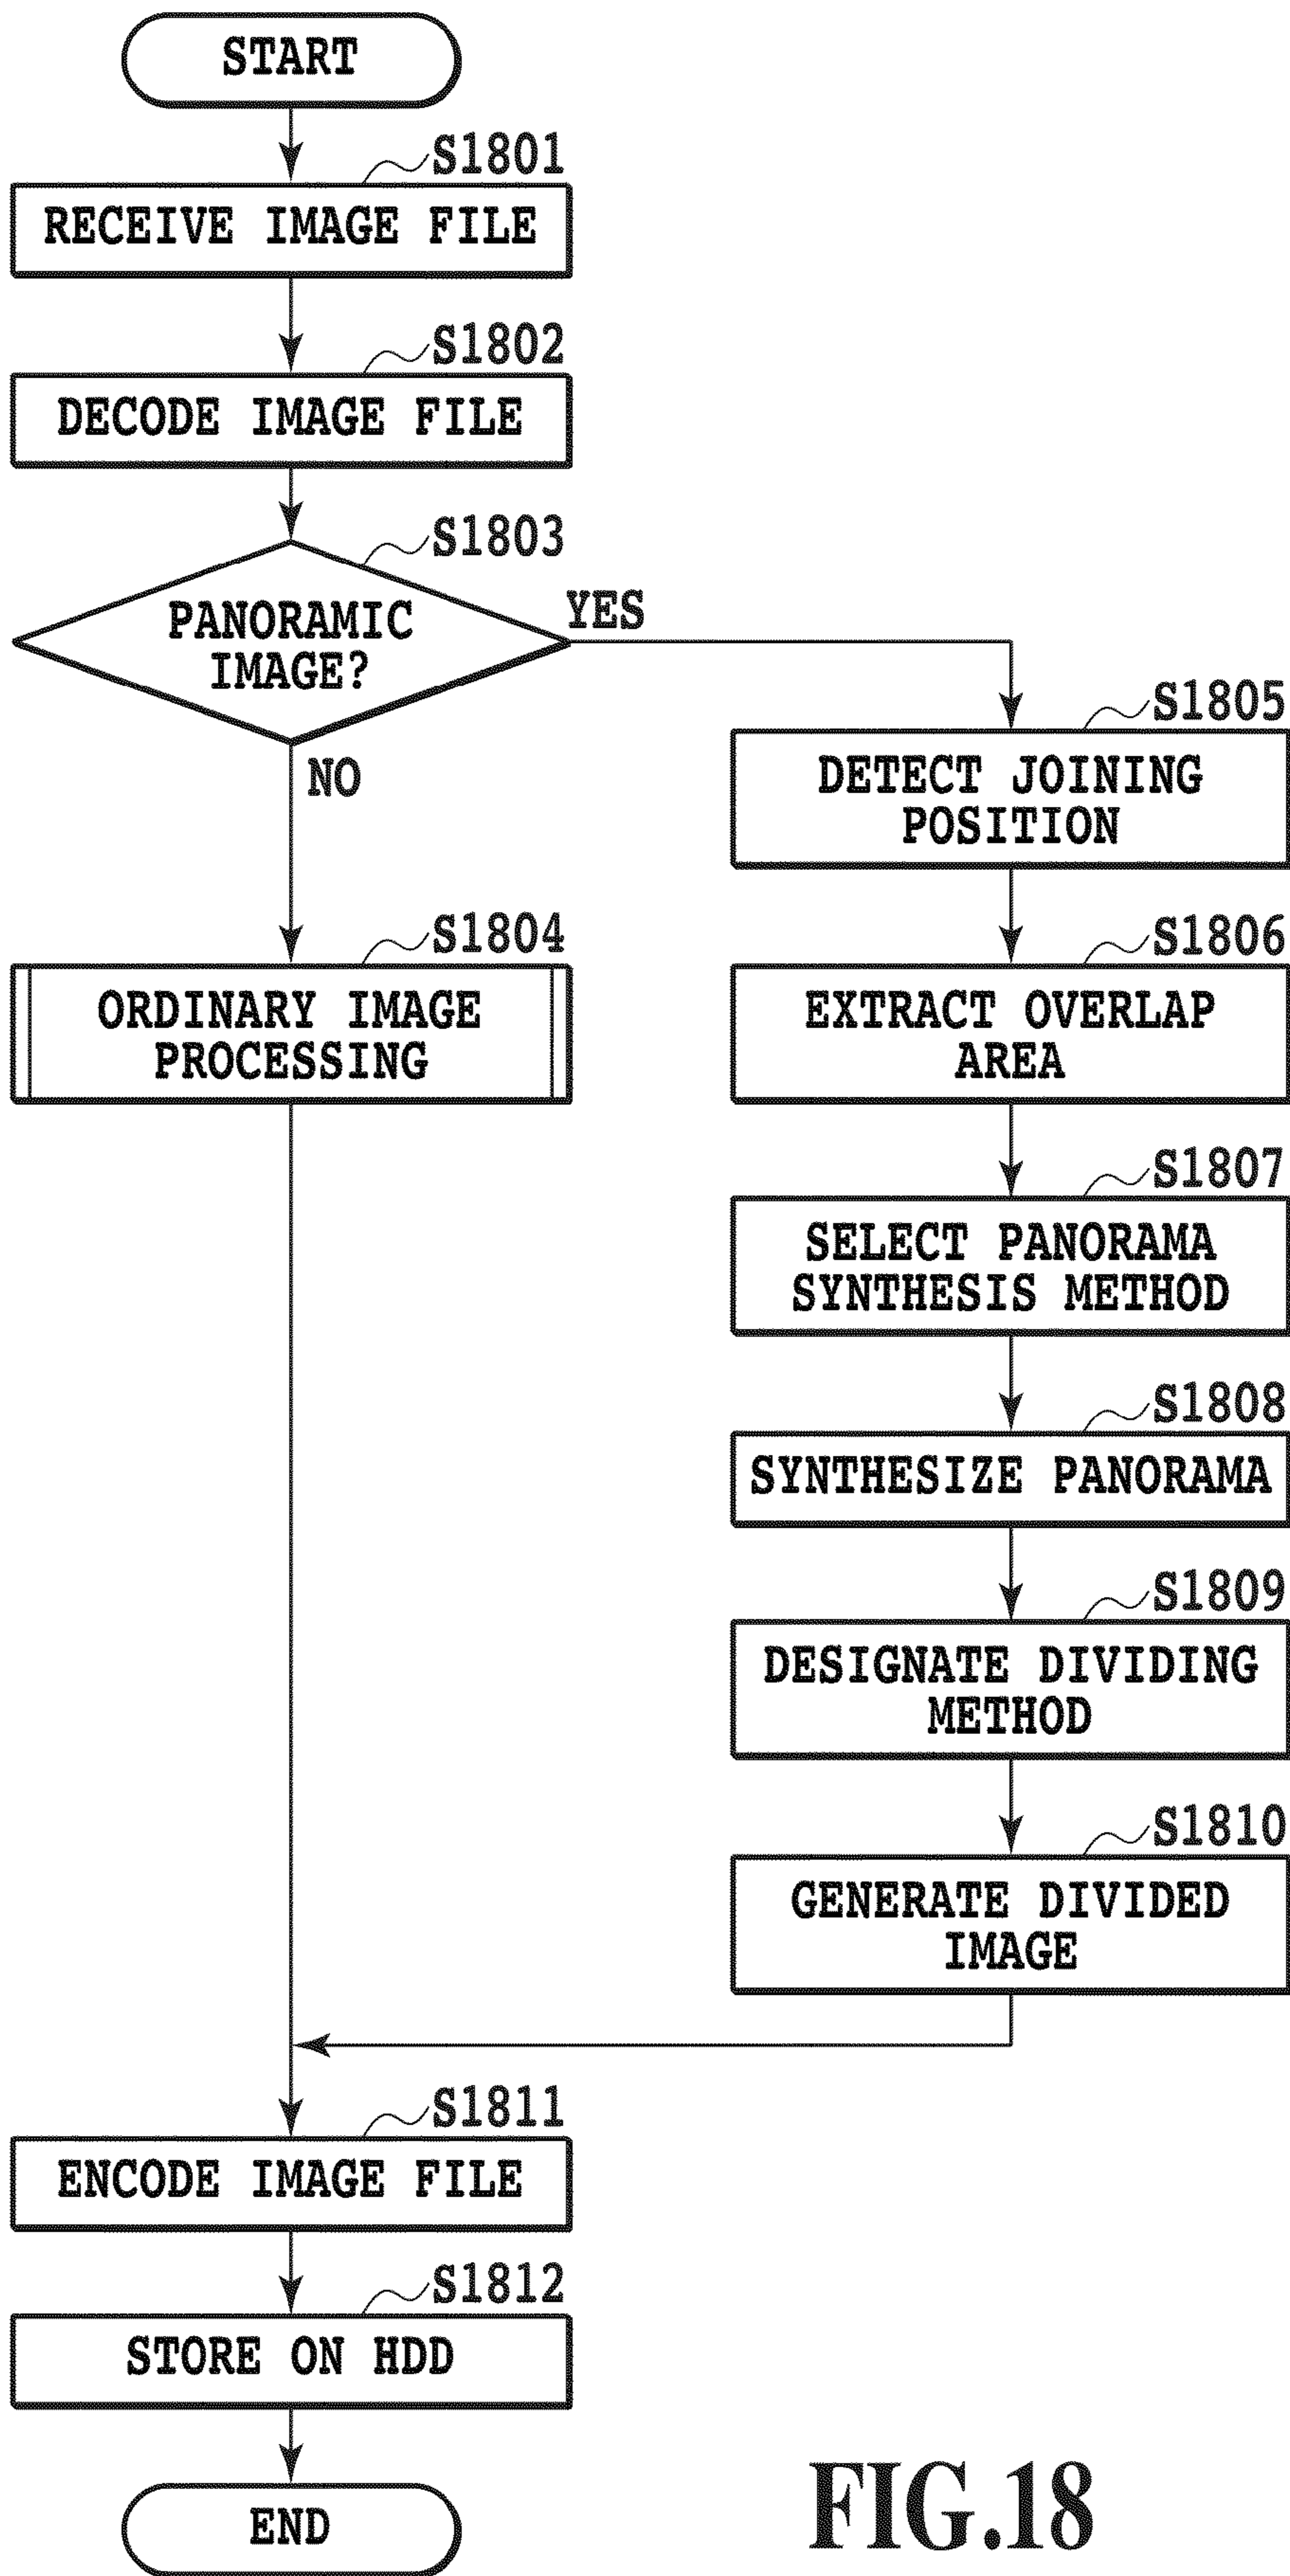 START
S1801
RECEIVE IMAGE FILE
S1802
DECODE IMAGE FILE
S1803
PANORAMIC
IMAGE?
YES
NO
S1804
ORDINARY IMAGE
PROCESSING
S1805
DETECT JOINING
POSITION
S1806
EXTRACT OVERLAP
AREA
S1807
SELECT PANORAMA
SYNTHESIS METHOD
S1808
SYNTHESIZE PANORAMA
S1809
DESIGNATE DIVIDING
METHOD
S1810
GENERATE DIVIDED
IMAGE
S1811
ENCODE IMAGE FILE
S1812
STORE ON HDD
END
FIG.18